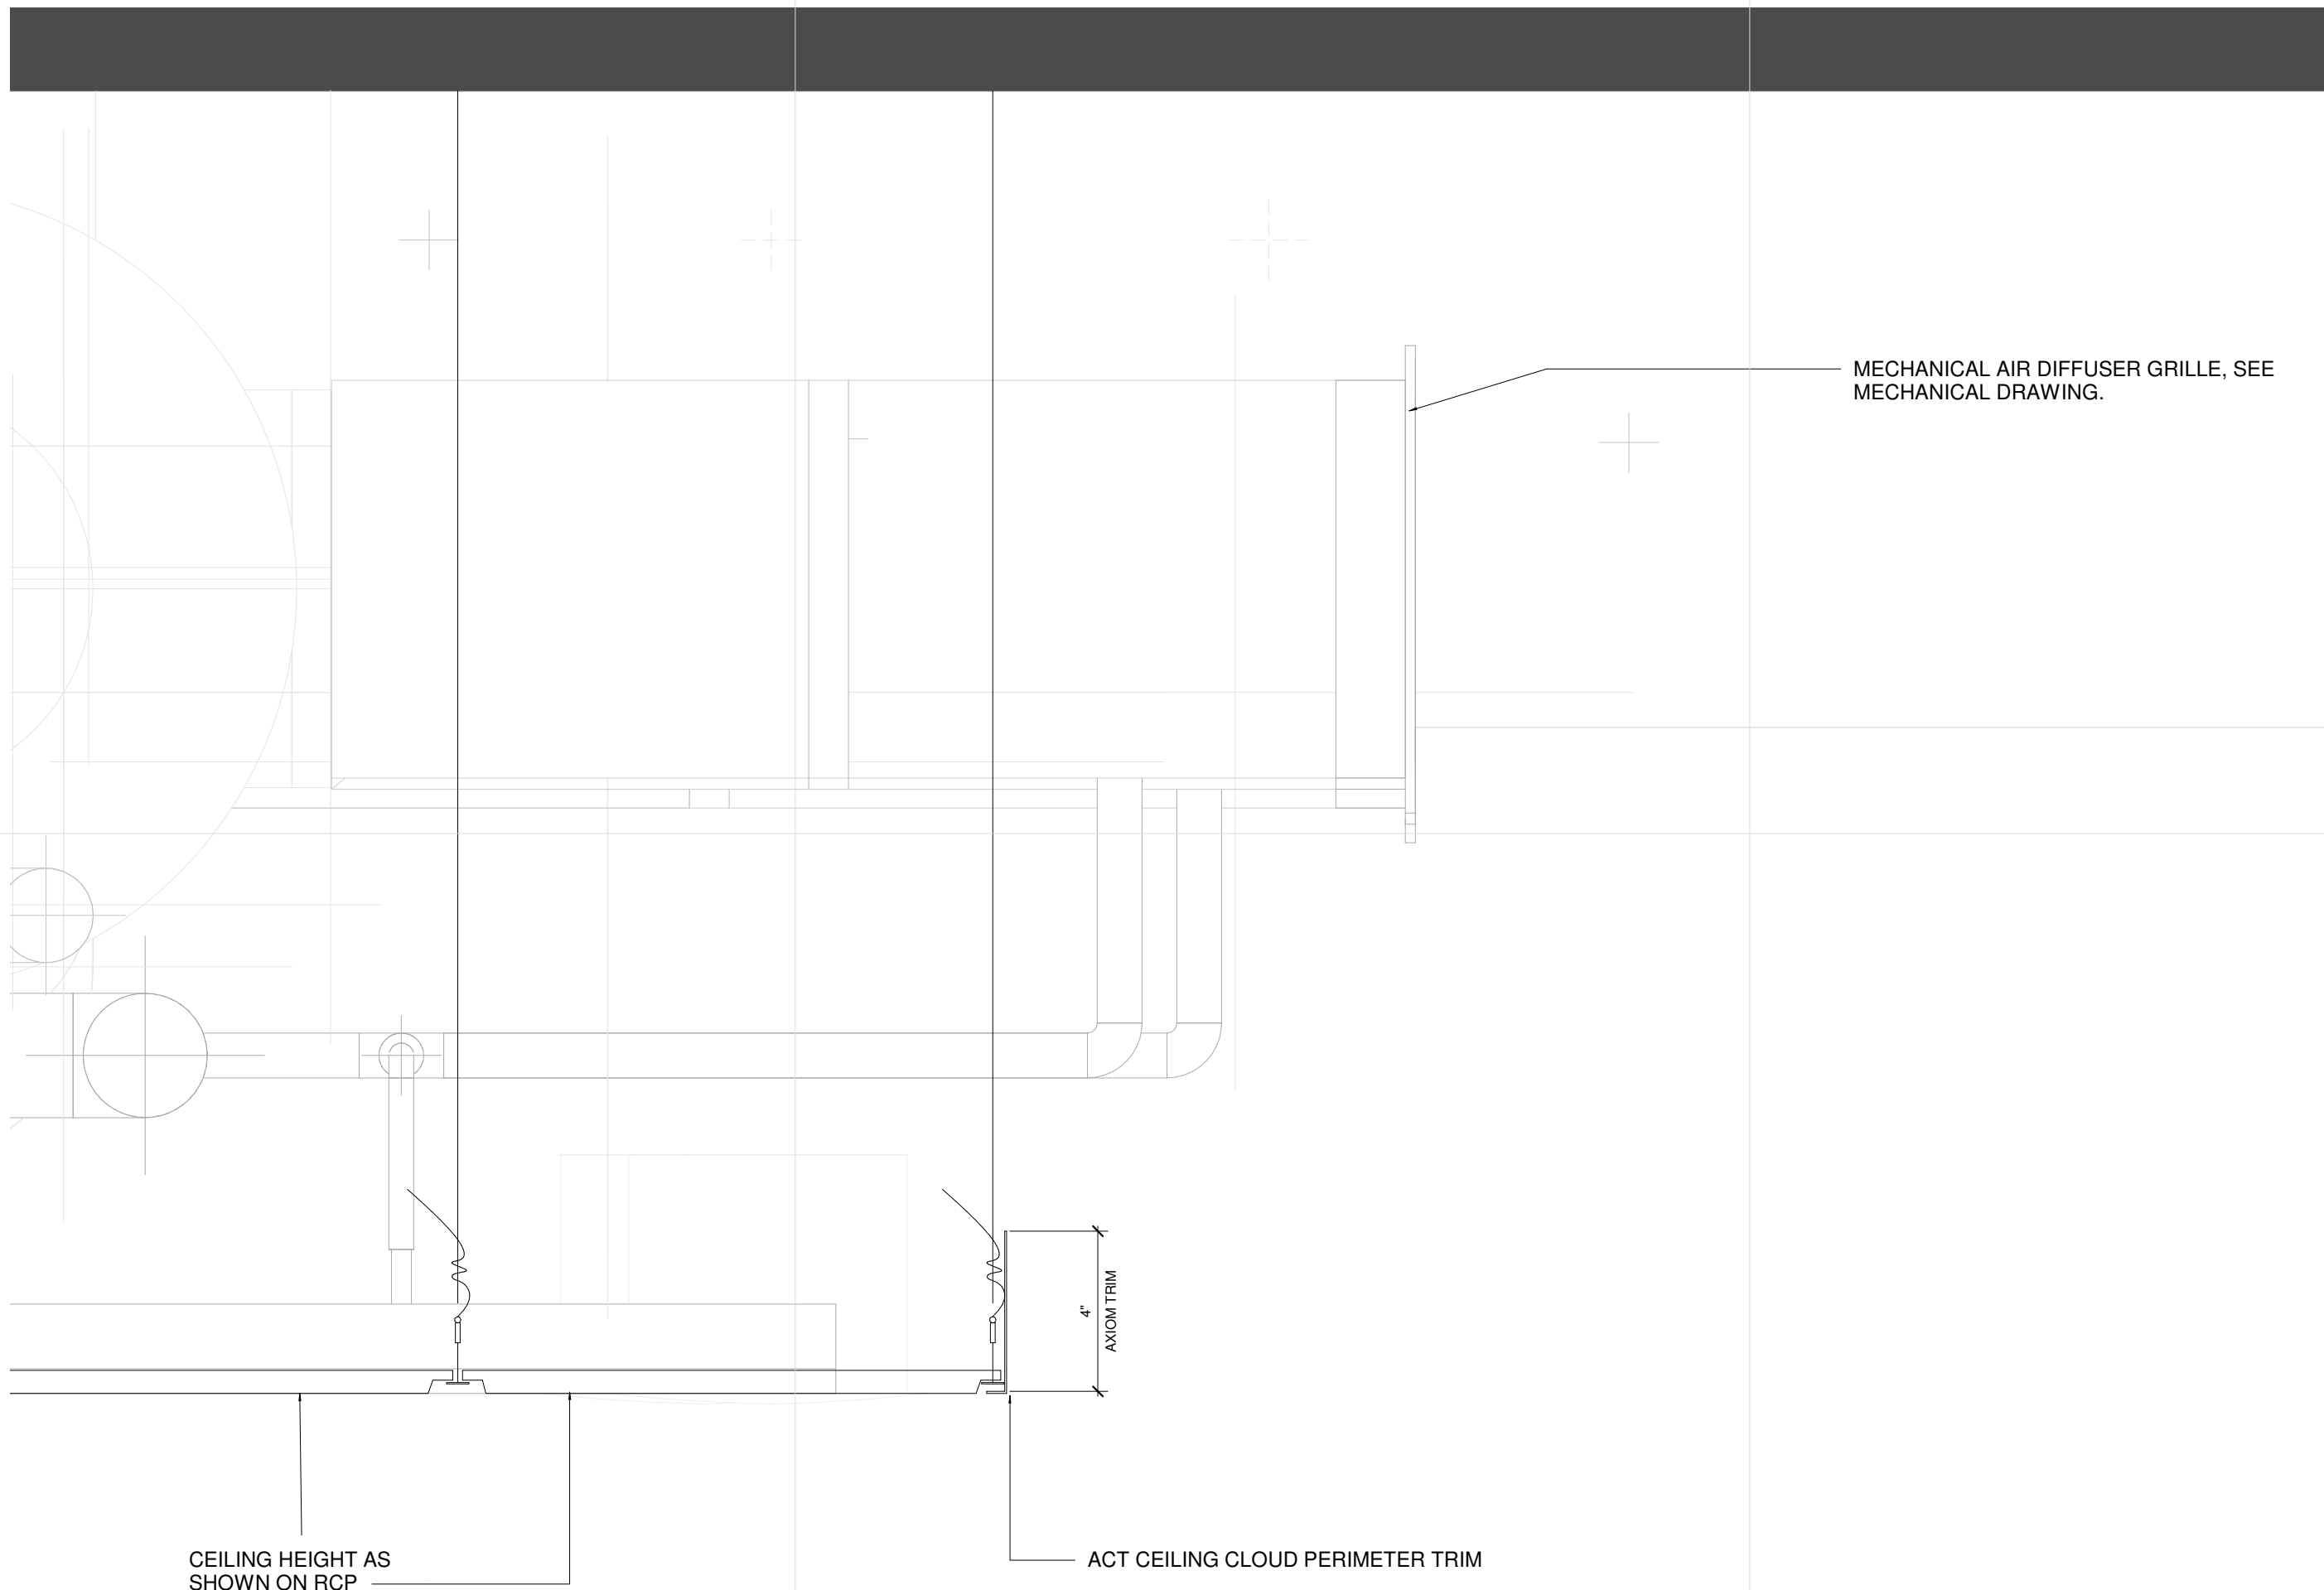 MECHANICAL AIR DIFFUSER GRILLE, SEE
MECHANICAL DRAWING.
4"
AXIOM TRIM
CEILING HEIGHT AS
SHOWN ON RCP
ACT CEILING CLOUD PERIMETER TRIM